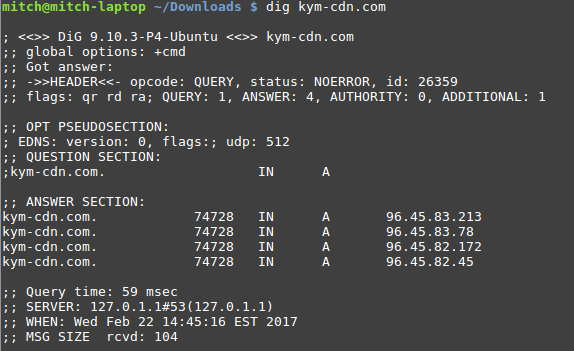 mitch@mitch-laptop ~/Downloads $ dig kym-cdn.com
; <<>> DiG 9.10.3-P4-Ubuntu <<>> kym-cdn.com
;; global options: +cmd
;; Got answer:
;; ->>HEADER<<- opcode: QUERY, status: NOERROR, id: 26359
;; flags: qr rd ra; QUERY: 1, ANSWER: 4, AUTHORITY: 0, ADDITIONAL: 1
;; OPT PSEUDOSECTION:
; EDNS: version: 0, flags:; udp: 512
;; QUESTION SECTION:
;kym-cdn.com. IN A
;; ANSWER SECTION:
kym-cdn.com. 74728 IN A 96.45.83.213
kym-cdn.com. 74728 IN A 96.45.83.78
kym-cdn.com. 74728 IN A 96.45.82.172
kym-cdn.com. 74728 IN A 96.45.82.45
;; Query time: 59 msec
;; SERVER: 127.0.1.1#53(127.0.1.1)
;; WHEN: Wed Feb 22 14:45:16 EST 2017
;; MSG SIZE rcvd: 104